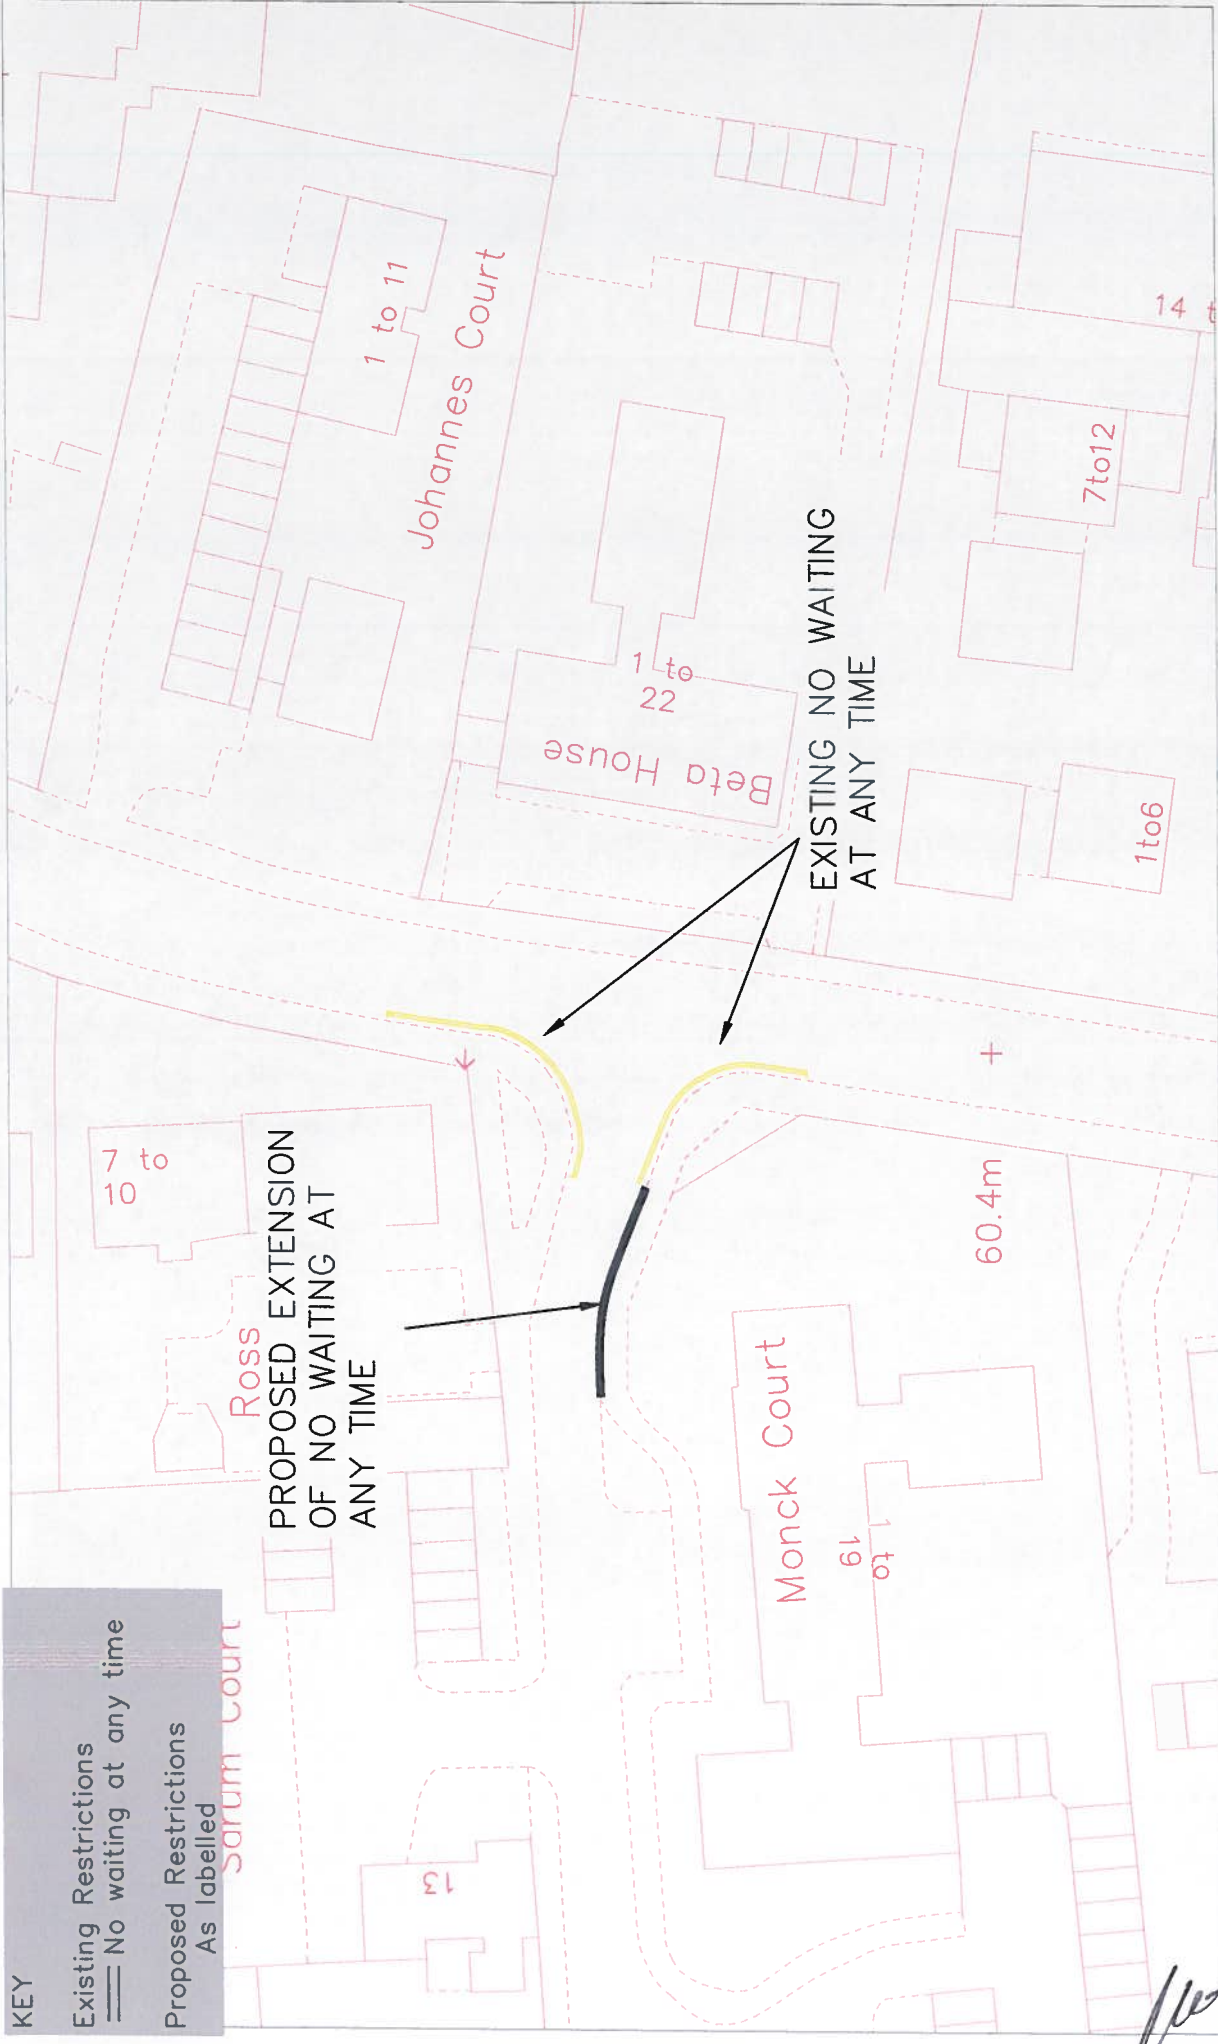 KEY
Existing Restrictions
No waiting at any time
Proposed Restrictions
As labelled
Sarum Court
13
PROPOSED EXTENSION
OF NO WAITING AT
ANY TIME
Ross
7 to
10
Monck Court
1 to
19
60.4m
EXISTING NO WAITING
AT ANY TIME
Beta House
1 to
22
Johannes Court
1 to 11
1to6
7to12
14 t